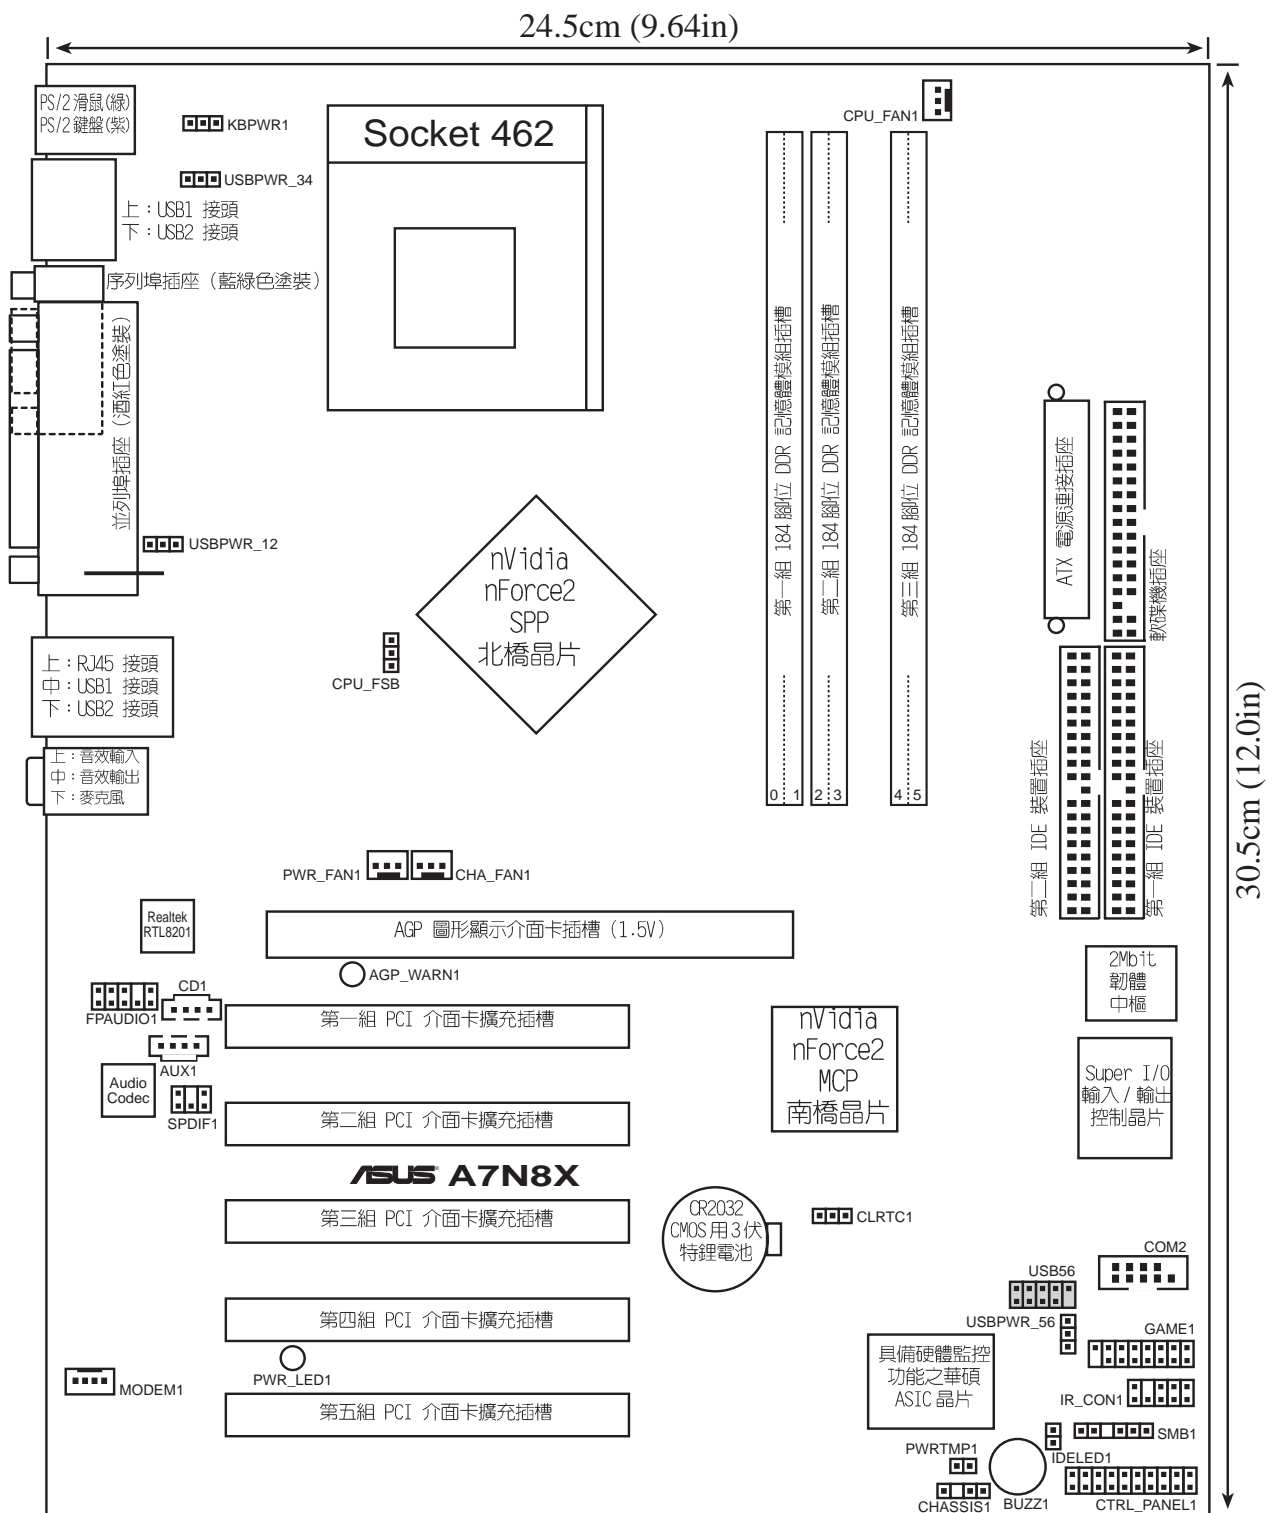 24.5cm (9.64in)
PS/2 滑鼠(綠)
PS/2 鍵盤(紫)
KBPWR1
Socket 462
CPU_FAN1
USBPWR_34
上：USB1 接頭
下：USB2 接頭
序列埠插座 (藍綠色塗裝)
並列埠插座 (酒紅色塗裝)
USBPWR_12
nVidia
nForce2
SPP
北橋晶片
CPU_FSB
第一組 184 腳位 DDR 記憶體模組插槽
第二組 184 腳位 DDR 記憶體模組插槽
第三組 184 腳位 DDR 記憶體模組插槽
0 1
2 3
4 5
ATX 電源連接插座
軟碟機插座
第二組 IDE 裝置插座
第一組 IDE 裝置插座
30.5cm (12.0in)
上：RJ45 接頭
中：USB1 接頭
下：USB2 接頭
上：音效輸入
中：音效輸出
下：麥克風
PWR_FAN1
CHA_FAN1
Realtek
RTL8201
AGP 圖形顯示介面卡插槽 (1.5V)
AGP_WARN1
2Mbit
韌體
中樞
CD1
FPAUDIO1
第一組 PCI 介面卡擴充插槽
nVidia
nForce2
MCP
南橋晶片
AUX1
Audio
Codec
SPDIF1
Super I/O
輸入 / 輸出
控制晶片
第二組 PCI 介面卡擴充插槽
ASUS® A7N8X
第三組 PCI 介面卡擴充插槽
CR2032
CMOS 用 3 伏
特鋰電池
CLRTC1
COM2
USB56
第四組 PCI 介面卡擴充插槽
USBPWR_56
GAME1
具備硬體監控
功能之華碩
ASIC 晶片
PWR_LED1
MODEM1
IR_CON1
第五組 PCI 介面卡擴充插槽
SMB1
PWRTMP1
IDELED1
CHASSIS1
BUZZ1
CTRL_PANEL1